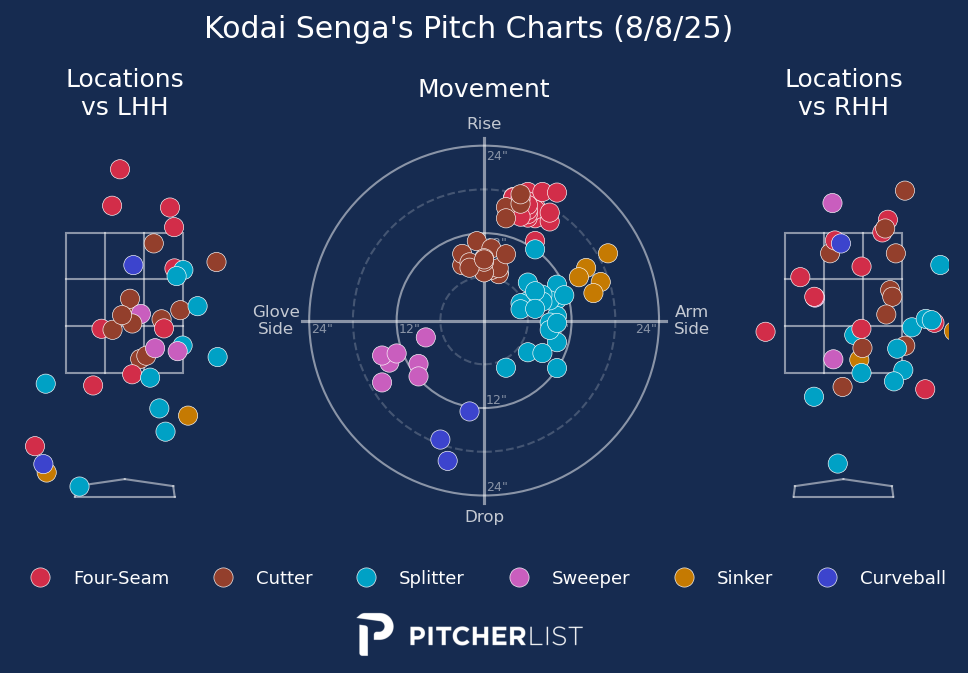 Kodai Senga's Pitch Charts (8/8/25)
Locations
vs LHH
Movement
Locations
vs RHH
Rise
24"
Glove
Side
24"
12"
24"
Arm
Side
12"
24"
Drop
Four-Seam
Cutter
Splitter
Sweeper
Sinker
Curveball
PITCHERLIST